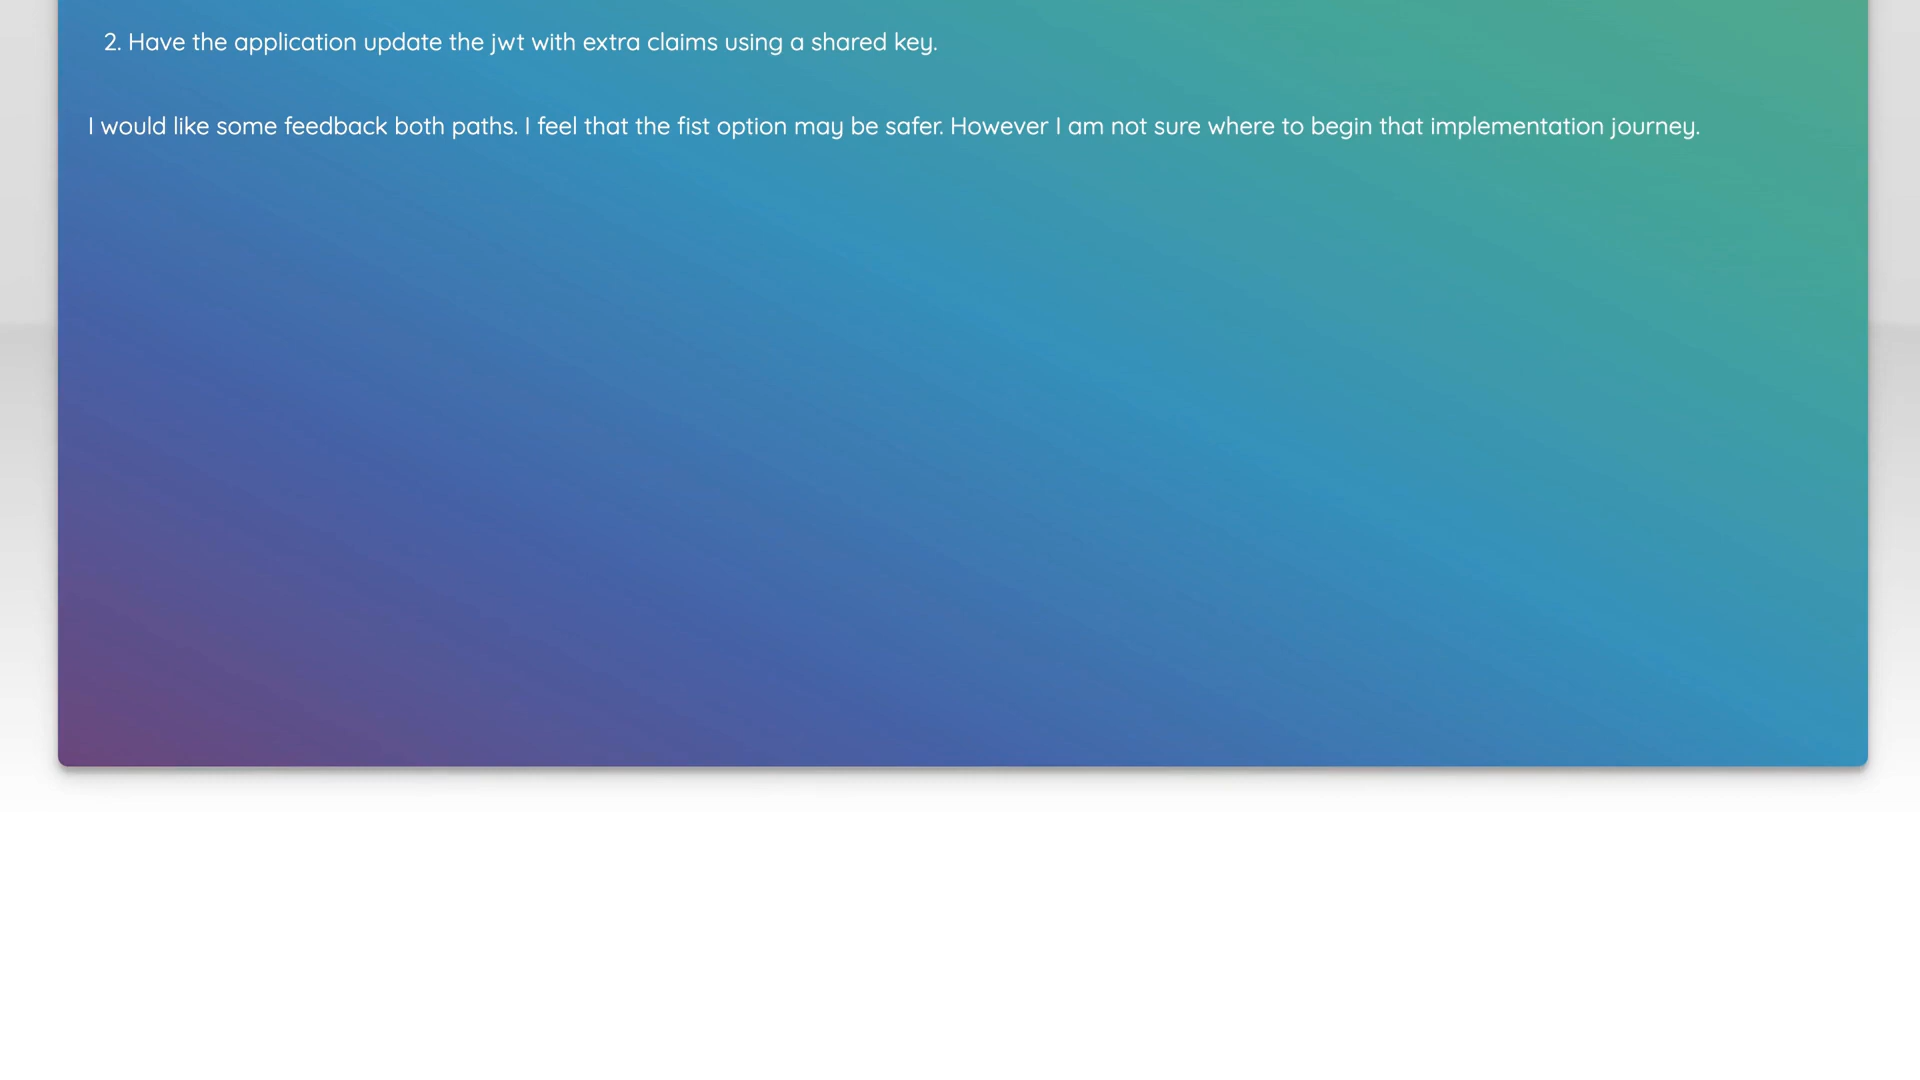 2. Have the application update the jwt with extra claims using a shared key.
I would like some feedback both paths. I feel that the fist option may be safer. However I am not sure where to begin that implementation journey.